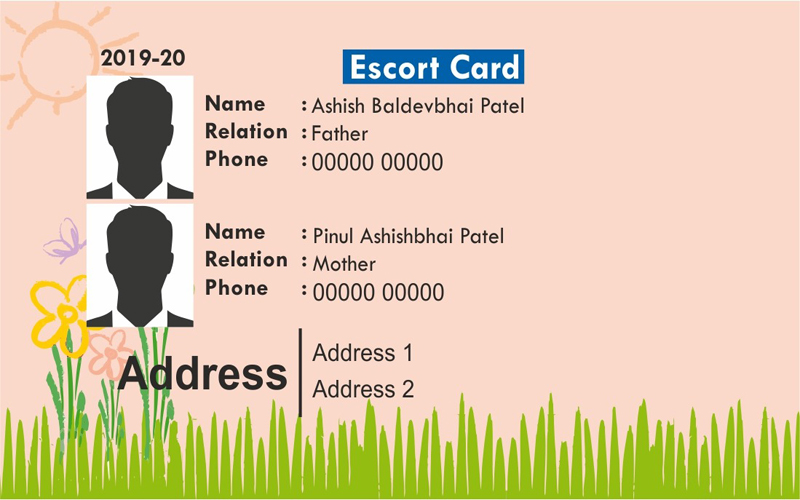 2019-20
Escort Card
Name : Ashish Baldevbhai Patel
Relation : Father
Phone : 00000 00000
Name : Pinul Ashishbhai Patel
Relation : Mother
Phone : 00000 00000
Address
Address 1
Address 2